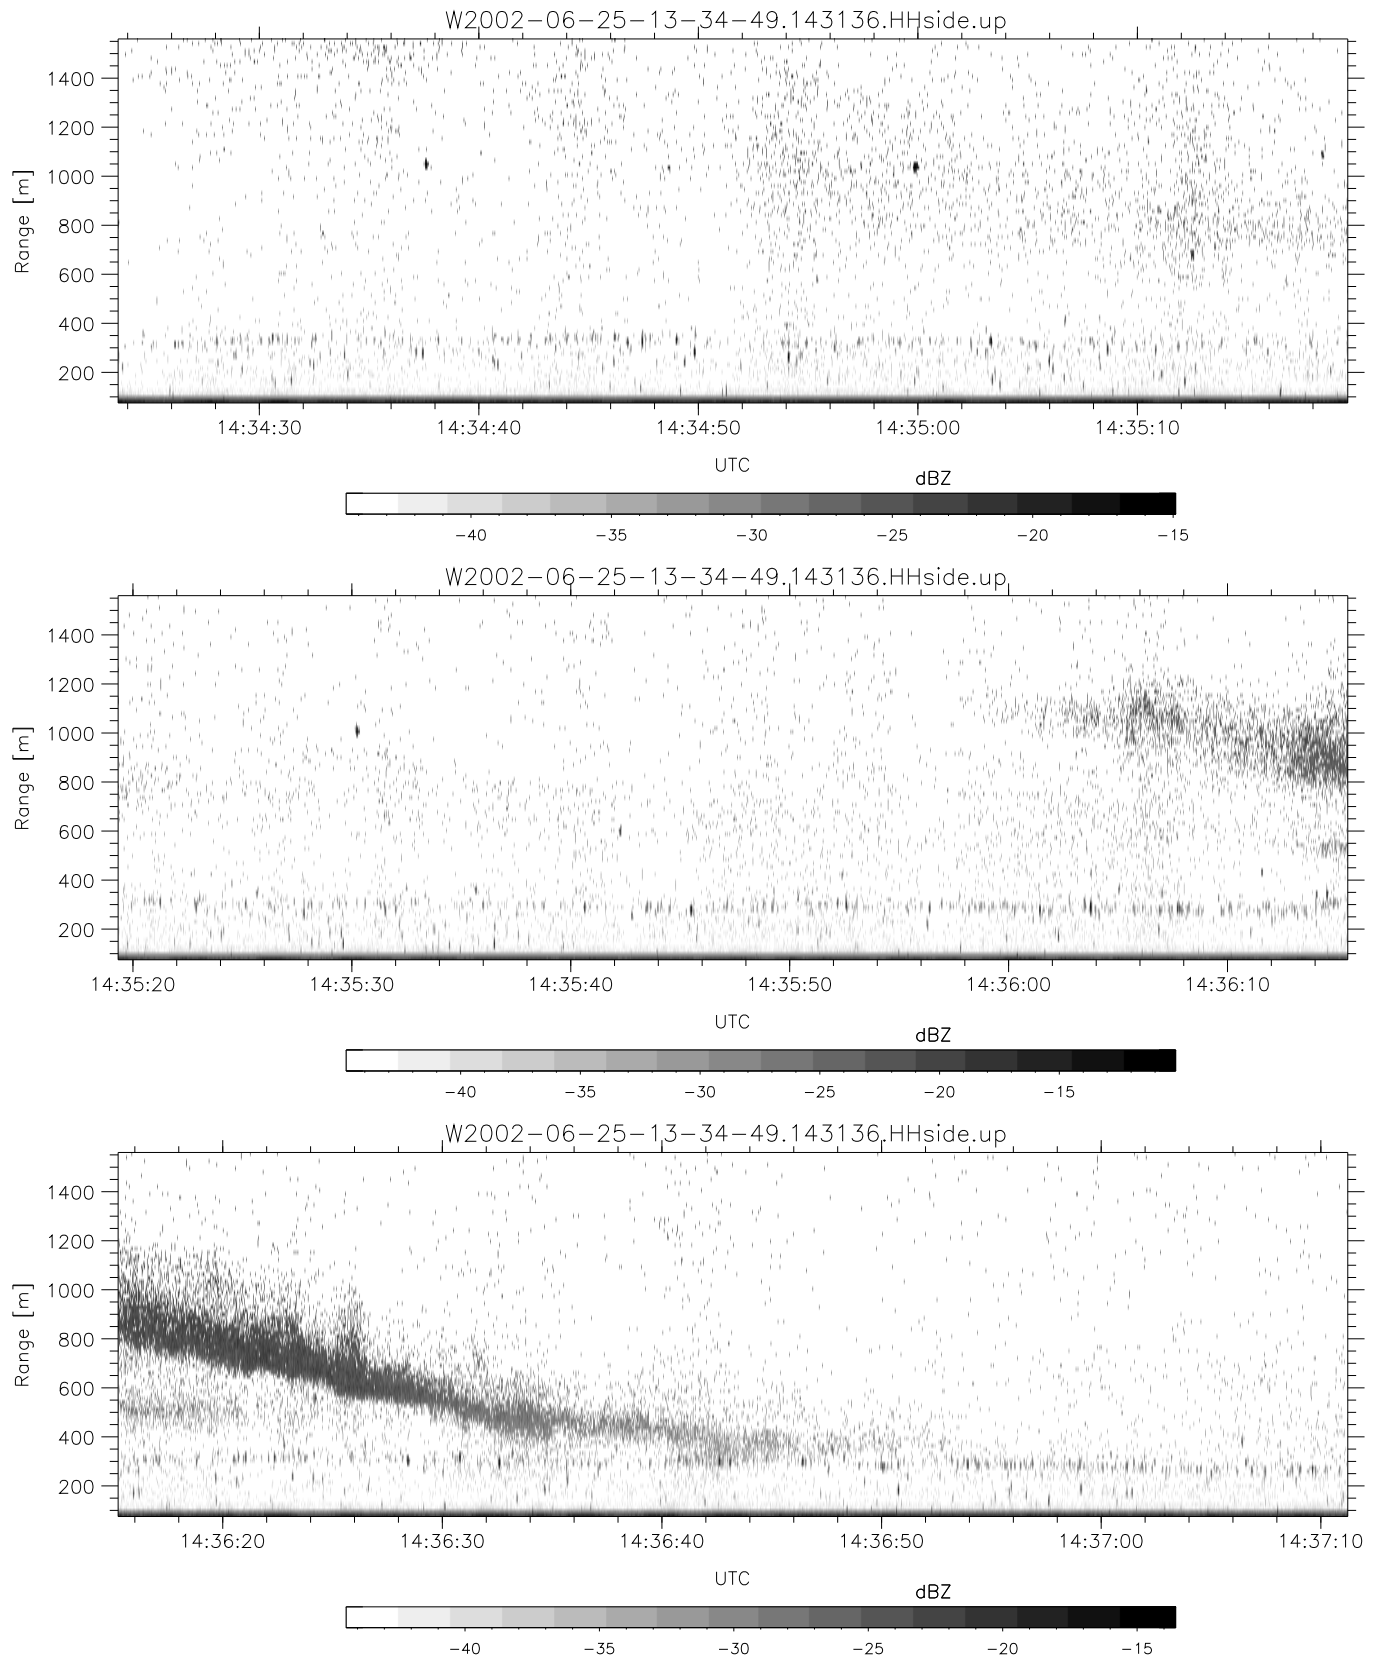 W2002-06-25-13-34-49.143136.HHside.up
1400
1200
1000
800
600
400
200
Range [m]
14:34:30 14:34:40 14:34:50 14:35:00 14:35:10
UTC
dBZ
-40 -35 -30 -25 -20 -15
W2002-06-25-13-34-49.143136.HHside.up
1400
1200
1000
800
600
400
200
Range [m]
14:35:20 14:35:30 14:35:40 14:35:50 14:36:00 14:36:10
UTC
dBZ
-40 -35 -30 -25 -20 -15
W2002-06-25-13-34-49.143136.HHside.up
1400
1200
1000
800
600
400
200
Range [m]
14:36:20 14:36:30 14:36:40 14:36:50 14:37:00 14:37:10
UTC
dBZ
-40 -35 -30 -25 -20 -15